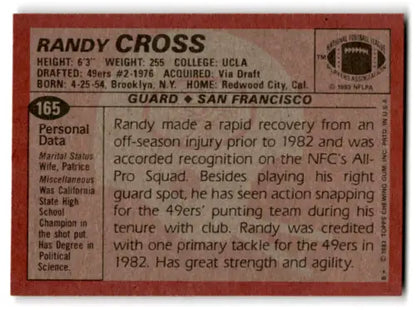 RANDY CROSS
HEIGHT: 6'3" WEIGHT: 255 COLLEGE: UCLA
DRAFTED: 49ers #2-1976 ACQUIRED: Via Draft
BORN: 4-25-54, Brooklyn, N.Y. HOME: Redwood City, Cal.
NATIONAL FOOTBALL LEAGUE
PLAYERS ASSOCIATION
TM
© 1983 NFLPA
GUARD ◆ SAN FRANCISCO
165
Personal
Data
Marital Status
Wife, Patrice
Miscellaneous
Was California
State High
School
Champion in
the shot put.
Has Degree in
Political
Science.
Randy made a rapid recovery from an
off-season injury prior to 1982 and was
accorded recognition on the NFC's All-
Pro Squad. Besides playing his right
guard spot, he has seen action snapping
for the 49ers' punting team during his
tenure with club. Randy was credited
with one primary tackle for the 49ers in
1982. Has great strength and agility.
© 1983 TOPPS CHEWING GUM, INC. PRTD. IN U.S.A.